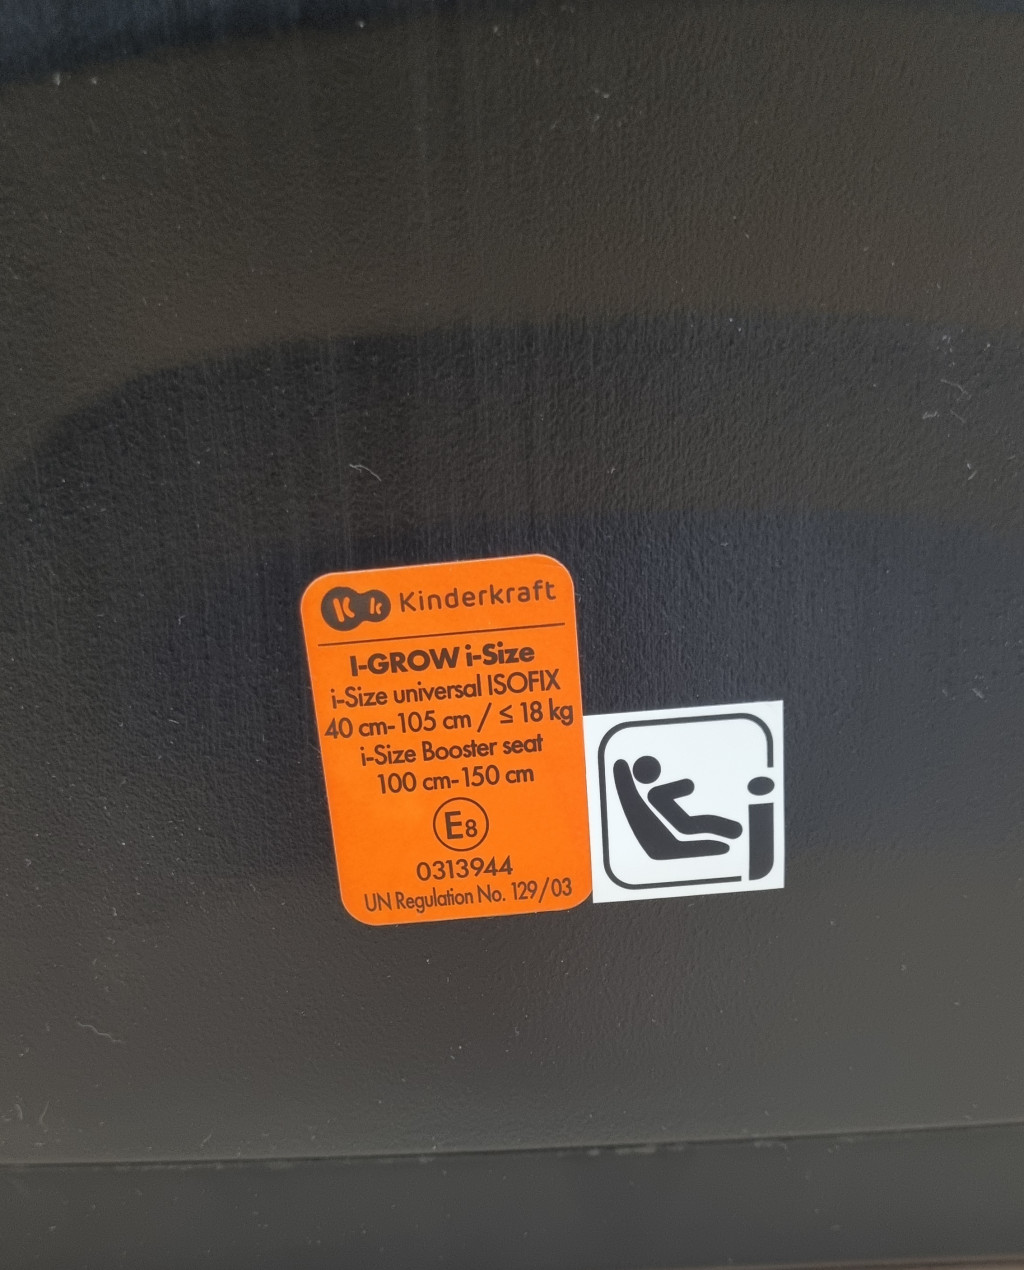 Kinderkraft
I-GROW i-Size
i-Size universal ISOFIX
40 cm-105 cm / ≤ 18 kg
i-Size Booster seat
100 cm-150 cm
E8
0313944
UN Regulation No. 129/03
i